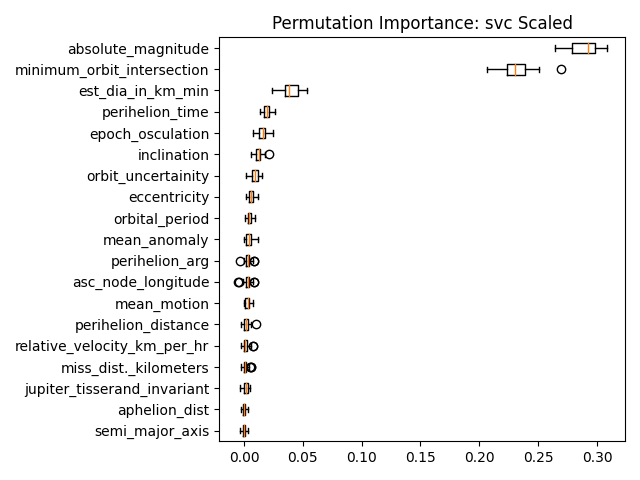 Permutation Importance: svc Scaled
absolute_magnitude
minimum_orbit_intersection
est_dia_in_km_min
perihelion_time
epoch_osculation
inclination
orbit_uncertainity
eccentricity
orbital_period
mean_anomaly
perihelion_arg
asc_node_longitude
mean_motion
perihelion_distance
relative_velocity_km_per_hr
miss_dist._kilometers
jupiter_tisserand_invariant
aphelion_dist
semi_major_axis
0.00 0.05 0.10 0.15 0.20 0.25 0.30